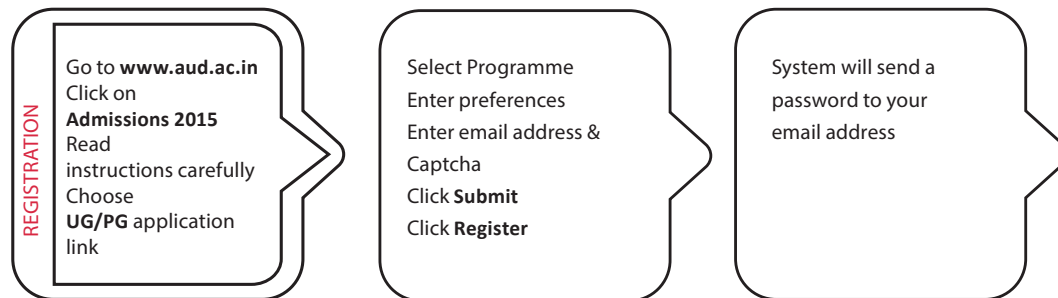 REGISTRATION
Go to www.aud.ac.in
Click on
Admissions 2015
Read
instructions carefully
Choose
UG/PG application
link
Select Programme
Enter preferences
Enter email address &
Captcha
Click Submit
Click Register
System will send a
password to your
email address